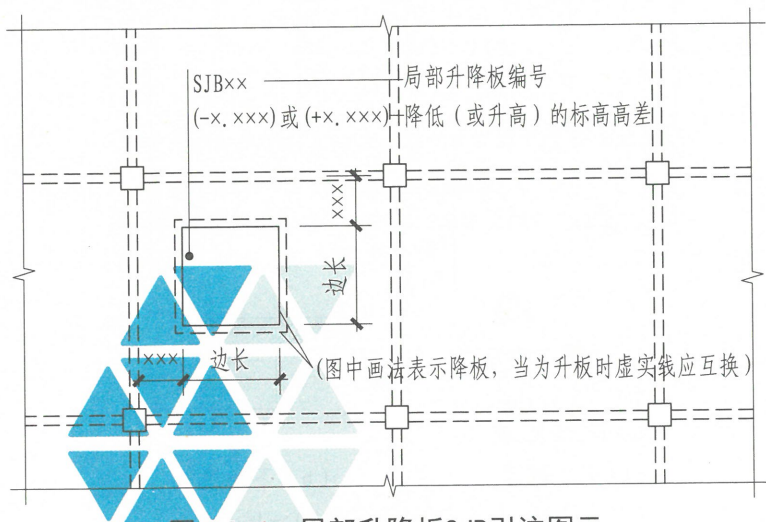 SJB×× 局部升降板编号
(-×.×××)或(+×.×××) 降低(或升高)的标高高差
×××
边长
××× 边长
(图中画法表示降板，当为升板时虚实线应互换)
局部升降板SJB引注图示